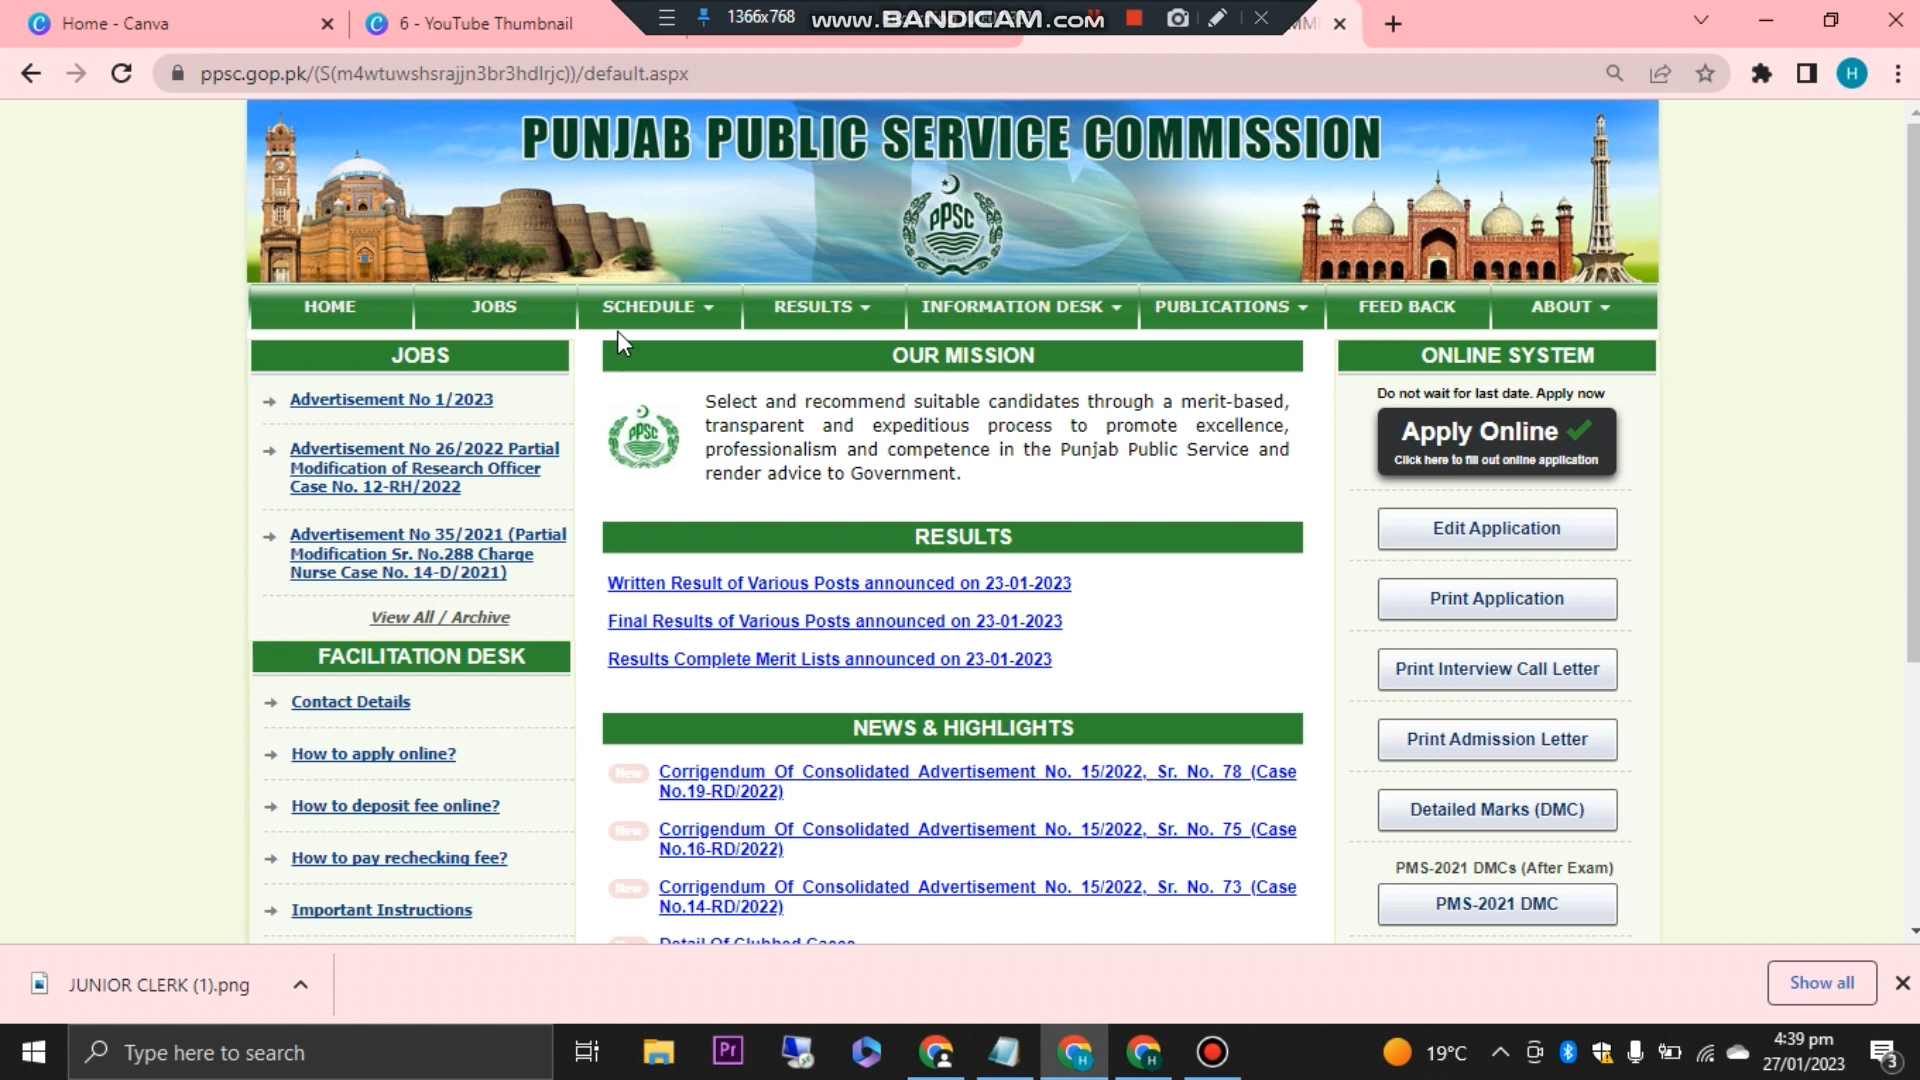 Home - Canva
6 - YouTube Thumbnail
1366x768
www.BANDICAM.com
ppsc.gop.pk/(S(m4wtuwshsrajjn3br3hdlrjc))/default.aspx
H
PUNJAB PUBLIC SERVICE COMMISSION
PPSC
HOME
JOBS
SCHEDULE
RESULTS
INFORMATION DESK
PUBLICATIONS
FEED BACK
ABOUT
JOBS
Advertisement No 1/2023
Advertisement No 26/2022 Partial
Modification of Research Officer
Case No. 12-RH/2022
Advertisement No 35/2021 (Partial
Modification Sr. No.288 Charge
Nurse Case No. 14-D/2021)
View All / Archive
FACILITATION DESK
Contact Details
How to apply online?
How to deposit fee online?
How to pay rechecking fee?
Important Instructions
OUR MISSION
PPSC
Select and recommend suitable candidates through a merit-based,
transparent and expeditious process to promote excellence,
professionalism and competence in the Punjab Public Service and
render advice to Government.
RESULTS
Written Result of Various Posts announced on 23-01-2023
Final Results of Various Posts announced on 23-01-2023
Results Complete Merit Lists announced on 23-01-2023
NEWS & HIGHLIGHTS
New
Corrigendum Of Consolidated Advertisement No. 15/2022, Sr. No. 78 (Case
No.19-RD/2022)
New
Corrigendum Of Consolidated Advertisement No. 15/2022, Sr. No. 75 (Case
No.16-RD/2022)
New
Corrigendum Of Consolidated Advertisement No. 15/2022, Sr. No. 73 (Case
No.14-RD/2022)
Detail Of Clubbed Cases
ONLINE SYSTEM
Do not wait for last date. Apply now
Apply Online
Click here to fill out online application
Edit Application
Print Application
Print Interview Call Letter
Print Admission Letter
Detailed Marks (DMC)
PMS-2021 DMCs (After Exam)
PMS-2021 DMC
JUNIOR CLERK (1).png
Show all
Type here to search
Pr
H
H
19°C
4:39 pm
27/01/2023
3